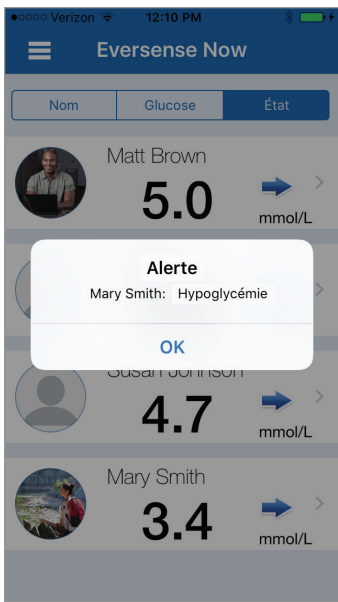 Verizon 12:10 PM
Eversense Now
Nom Glucose État
Matt Brown
5.0
mmol/L
Alerte
Mary Smith: Hypoglycémie
OK
Susan Johnson
4.7
mmol/L
Mary Smith
3.4
mmol/L